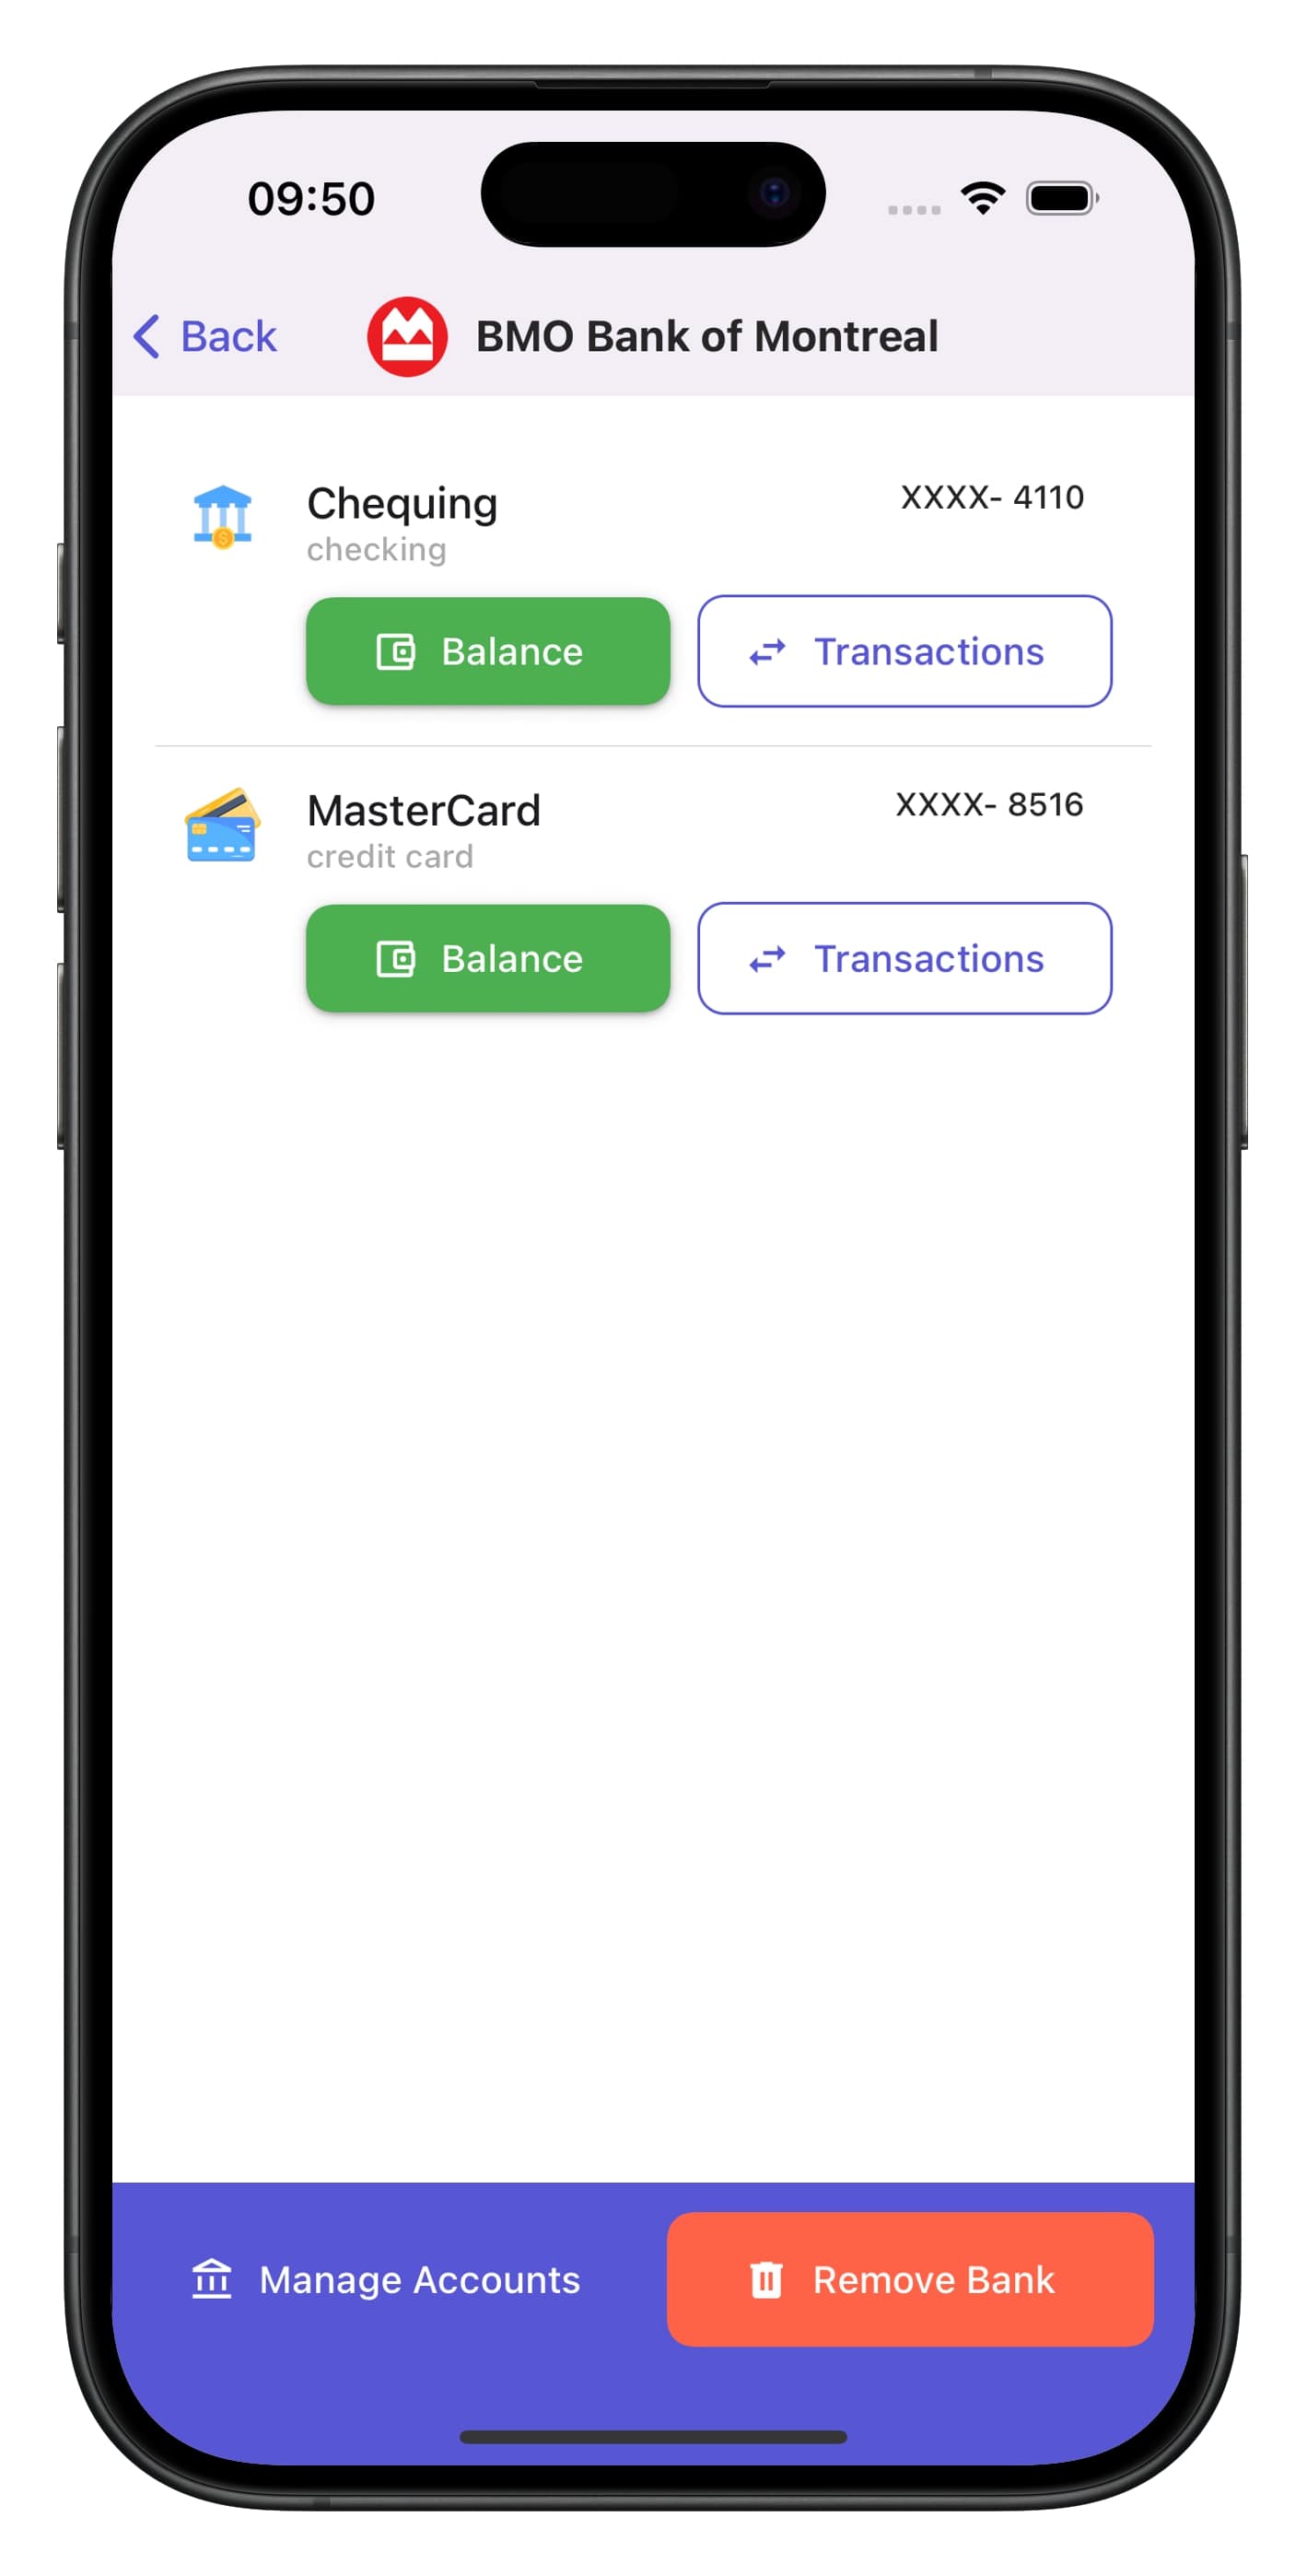 09:50
Back BMO Bank of Montreal
Chequing XXXX- 4110
checking
Balance Transactions
MasterCard XXXX- 8516
credit card
Balance Transactions
Manage Accounts Remove Bank